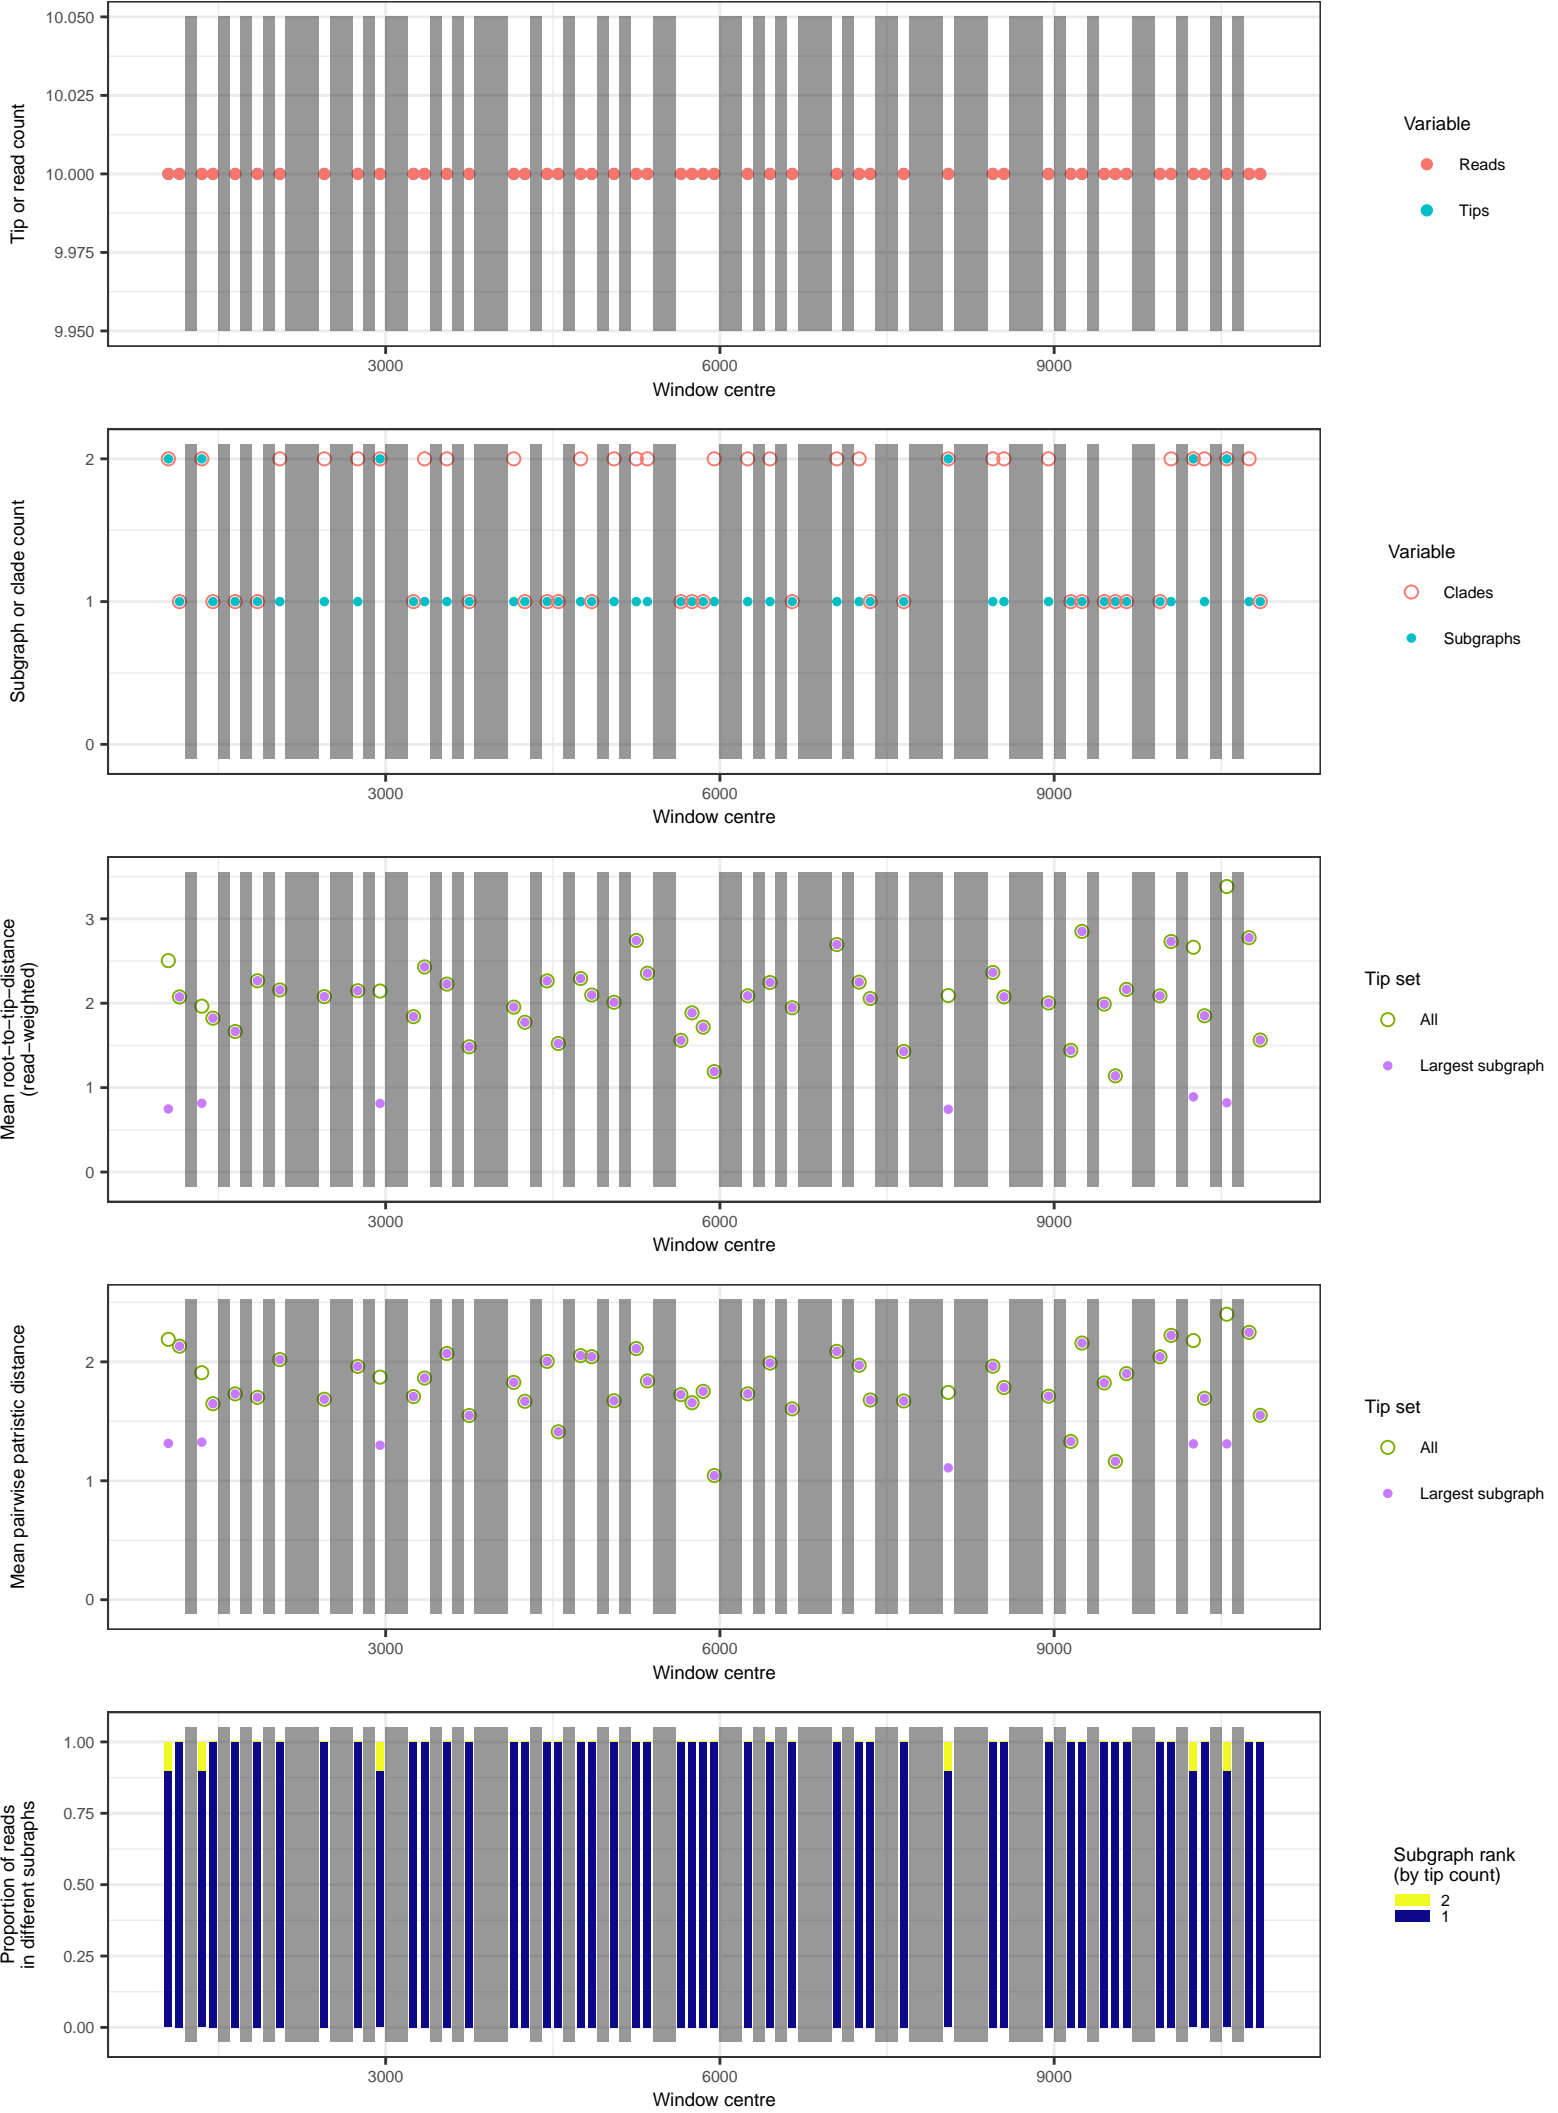 10.050
10.025
10.000
9.975
9.950
Tip or read count
3000
6000
9000
Window centre
Variable
Reads
Tips
2
1
0
Subgraph or clade count
3000
6000
9000
Window centre
Variable
Clades
Subgraphs
3
2
1
0
Mean root−to−tip−distance
(read−weighted)
3000
6000
9000
Window centre
Tip set
All
Largest subgraph
2
1
0
Mean pairwise patristic distance
3000
6000
9000
Window centre
Tip set
All
Largest subgraph
1.00
0.75
0.50
0.25
0.00
Proportion of reads
in different subraphs
3000
6000
9000
Window centre
Subgraph rank
(by tip count)
2
1